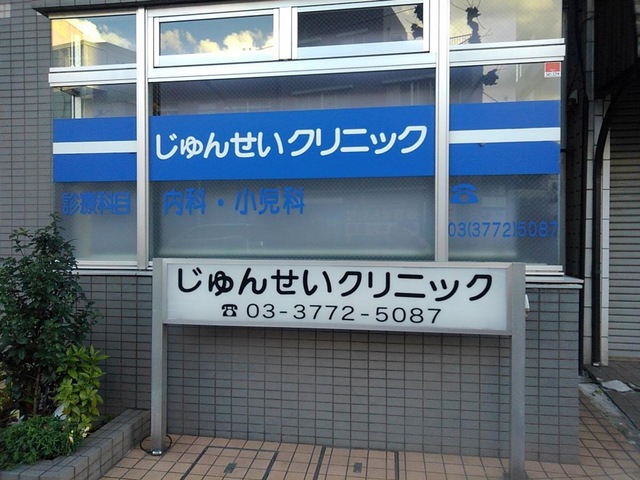 じゅんせいクリニック
診療科目 内科・小児科 ☎
03(3772)5087
じゅんせいクリニック
☎03-3772-5087